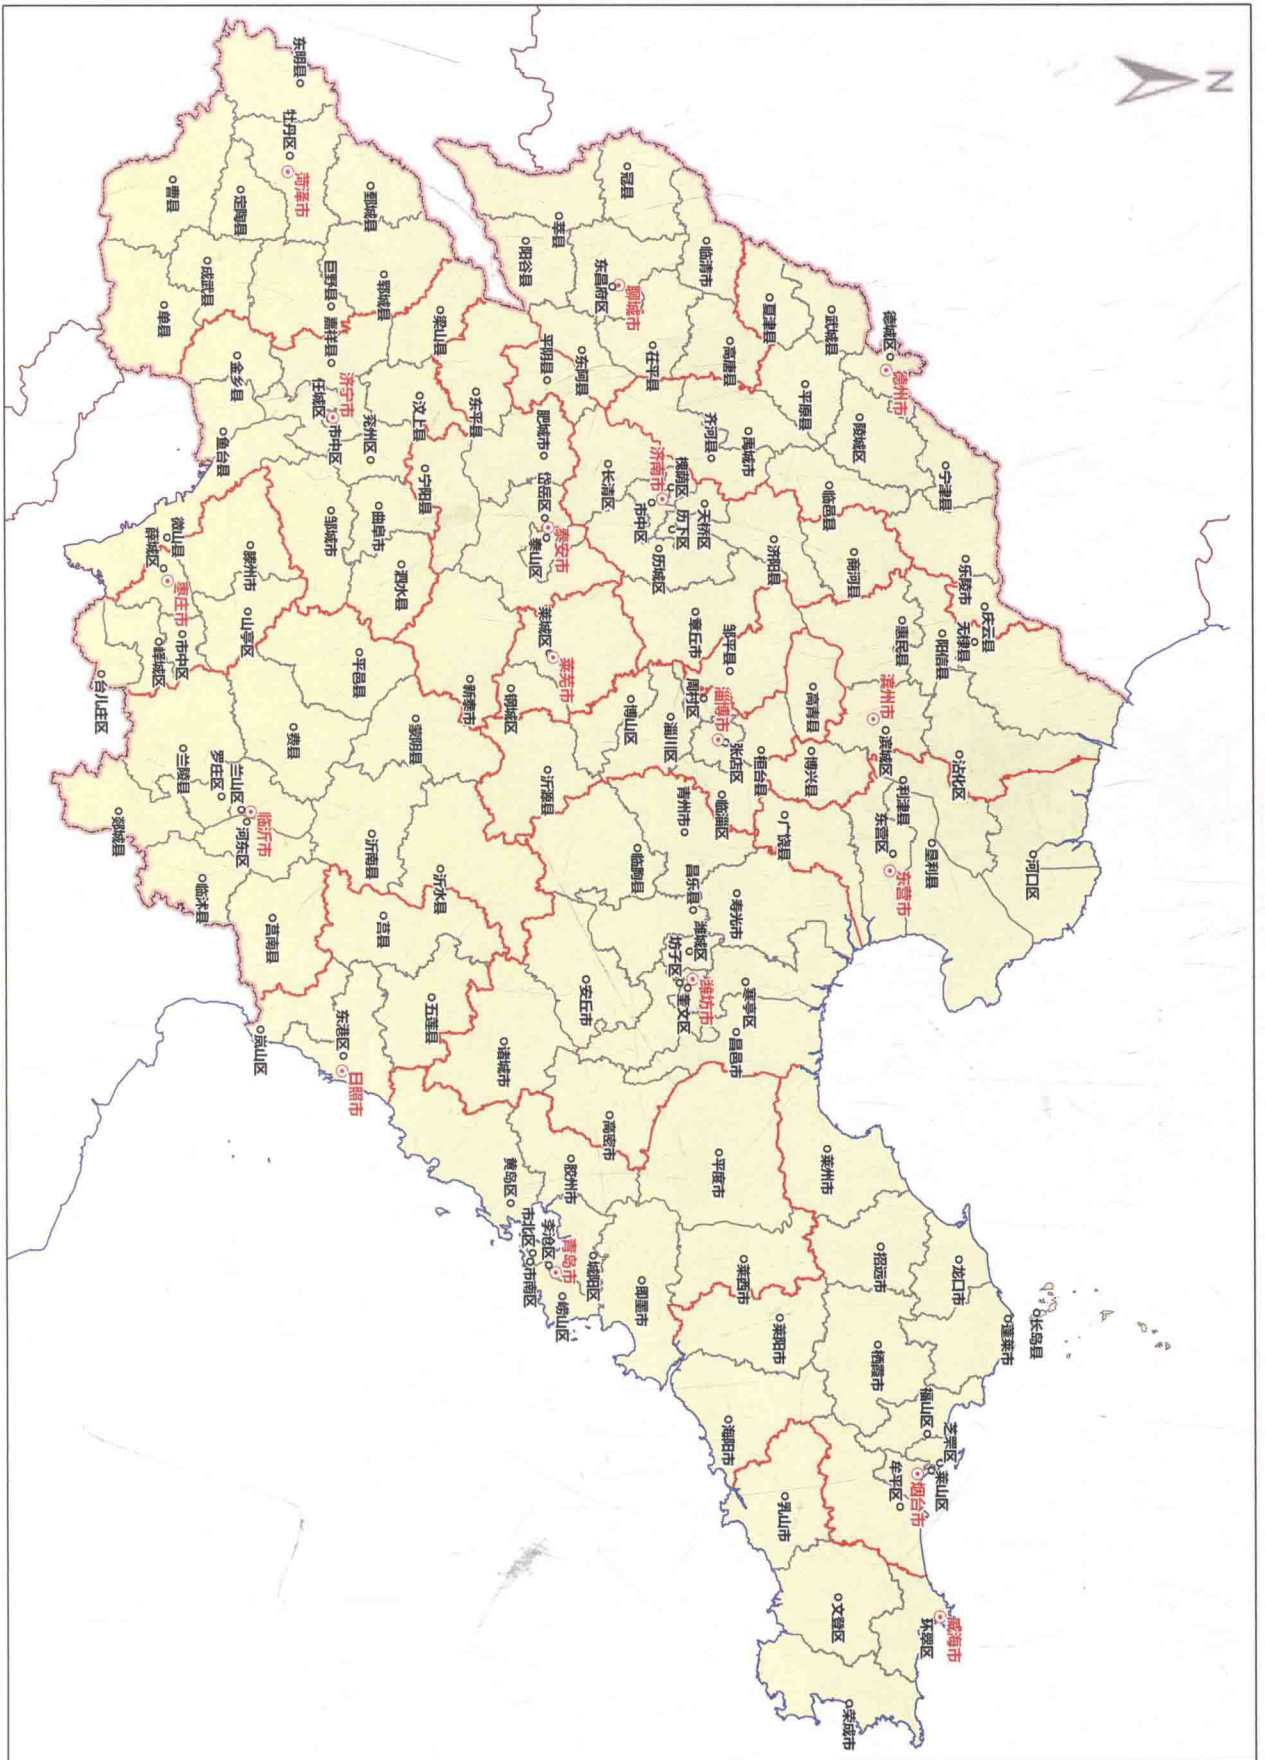 N
东明县
牡丹区
菏泽市
鄄城县
曹县
定陶县
成武县
单县
巨野县
郓城县
嘉祥县
梁山县
冠县
莘县
阳谷县
东昌府区
聊城市
临清市
夏津县
武城县
德城区
德州市
高唐县
茌平县
东阿县
平阴县
东平县
平原县
陵城区
宁津县
禹城市
齐河县
临邑县
金乡县
鱼台县
任城区
济宁市
市中区
兖州区
汶上县
宁阳县
肥城市
岱岳区
泰安市
泰山区
长清区
槐荫区
济南市
市中区
天桥区
历下区
历城区
济阳县
商河县
乐陵市
庆云县
无棣县
阳信县
惠民县
微山县
薛城区
枣庄市
滕州市
邹城市
曲阜市
泗水县
山亭区
市中区
峄城区
台儿庄区
平邑县
新泰市
莱城区
莱芜市
钢城区
章丘市
邹平县
周村区
淄博市
张店区
淄川区
博山区
高青县
桓台县
博兴县
滨州市
滨城区
沾化区
利津县
东营区
东营市
垦利县
河口区
广饶县
临淄区
青州市
沂源县
蒙阴县
费县
兰陵县
罗庄区
兰山区
临沂市
河东区
郯城县
临沭县
莒南县
沂南县
沂水县
莒县
临朐县
昌乐县
寿光市
潍城区
坊子区
潍坊市
奎文区
寒亭区
昌邑市
安丘市
诸城市
五莲县
东港区
日照市
岚山区
高密市
平度市
胶州市
黄岛区
市北区
李沧区
青岛市
市南区
崂山区
城阳区
即墨市
莱西市
莱阳市
莱州市
招远市
龙口市
蓬莱市
长岛县
栖霞市
福山区
芝罘区
莱山区
烟台市
牟平区
海阳市
乳山市
文登区
环翠区
威海市
荣成市